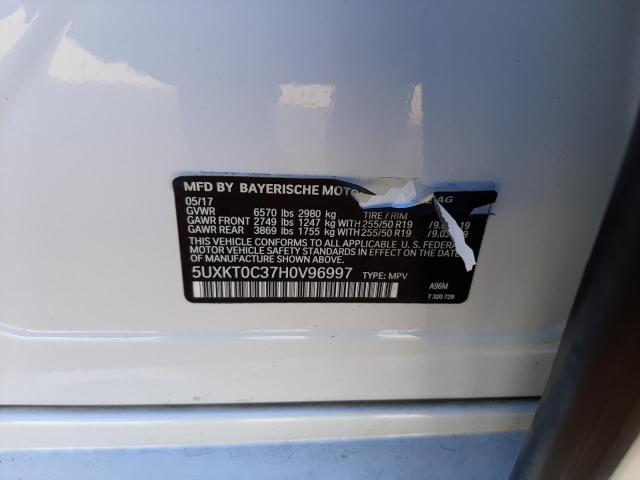 MFD BY BAYERISCHE MOTO AG
05/17
GVWR 6570 lbs 2980 kg TIRE / RIM
GAWR FRONT 2749 lbs 1247 kg WITH 255/50 R19
GAWR REAR 3869 lbs 1755 kg WITH 255/50 R19
THIS VEHICLE CONFORMS TO ALL APPLICABLE U.S. FEDERAL
MOTOR VEHICLE SAFETY STANDARDS IN EFFECT
DATE OF MANUFACTURE SHOWN ABOVE.
5UXKT0C37H0V96997 TYPE: MPV
A96M
7 320 729